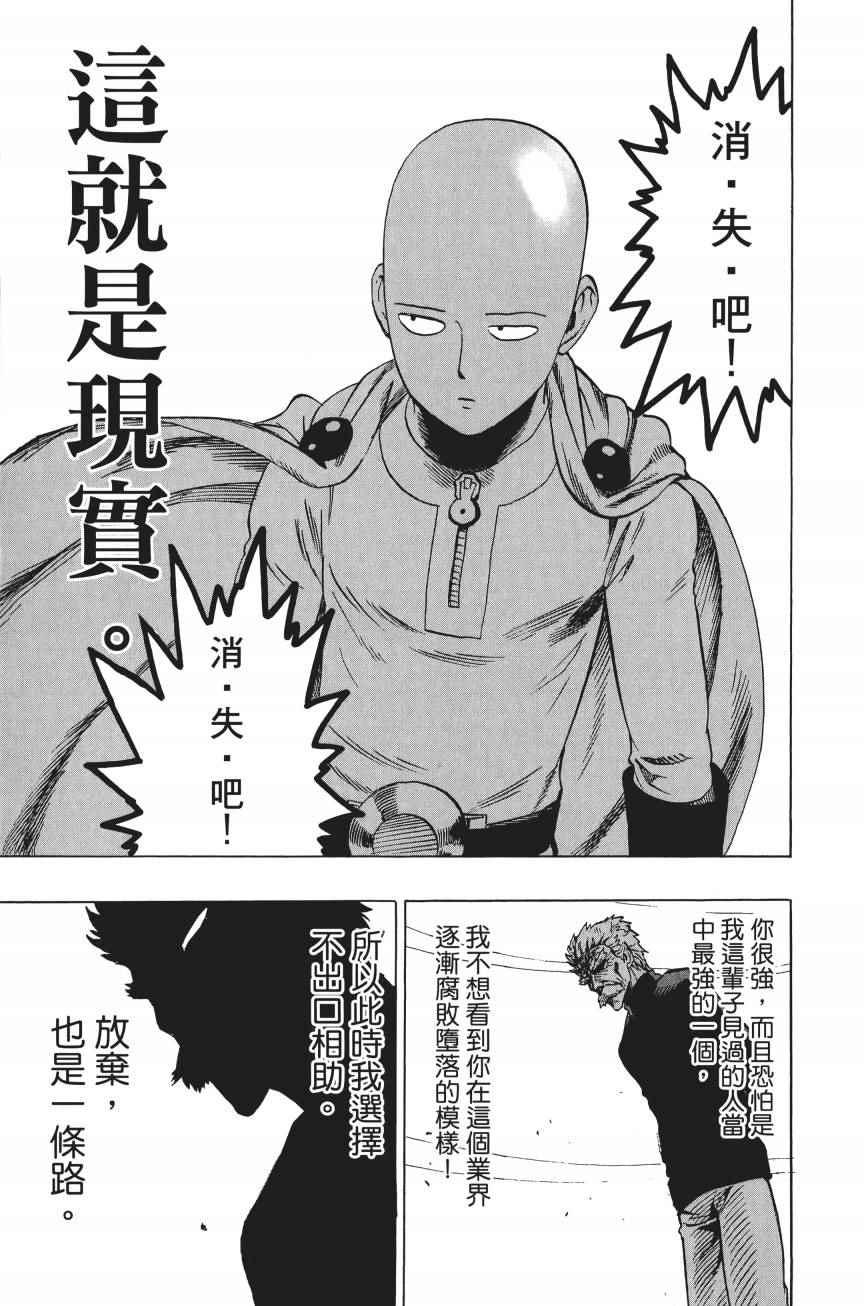 消·失·吧！
這就是現實。
消·失·吧！
你很強，而且恐怕是
我這輩子見過的人當
中最強的一個，
我不想看到你在這個業界
逐漸腐敗墮落的模樣！
所以此時我選擇
不出口相助。
放棄，
也是一條路。